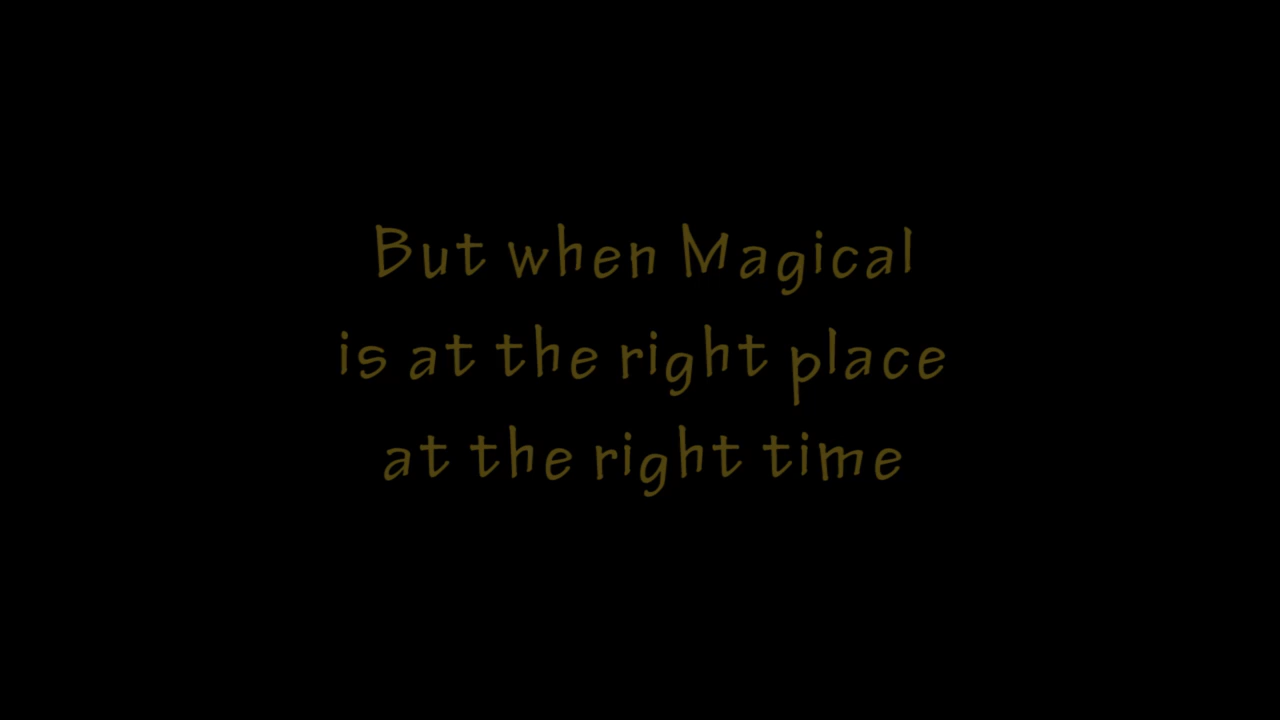 But when Magical
is at the right place
at the right time